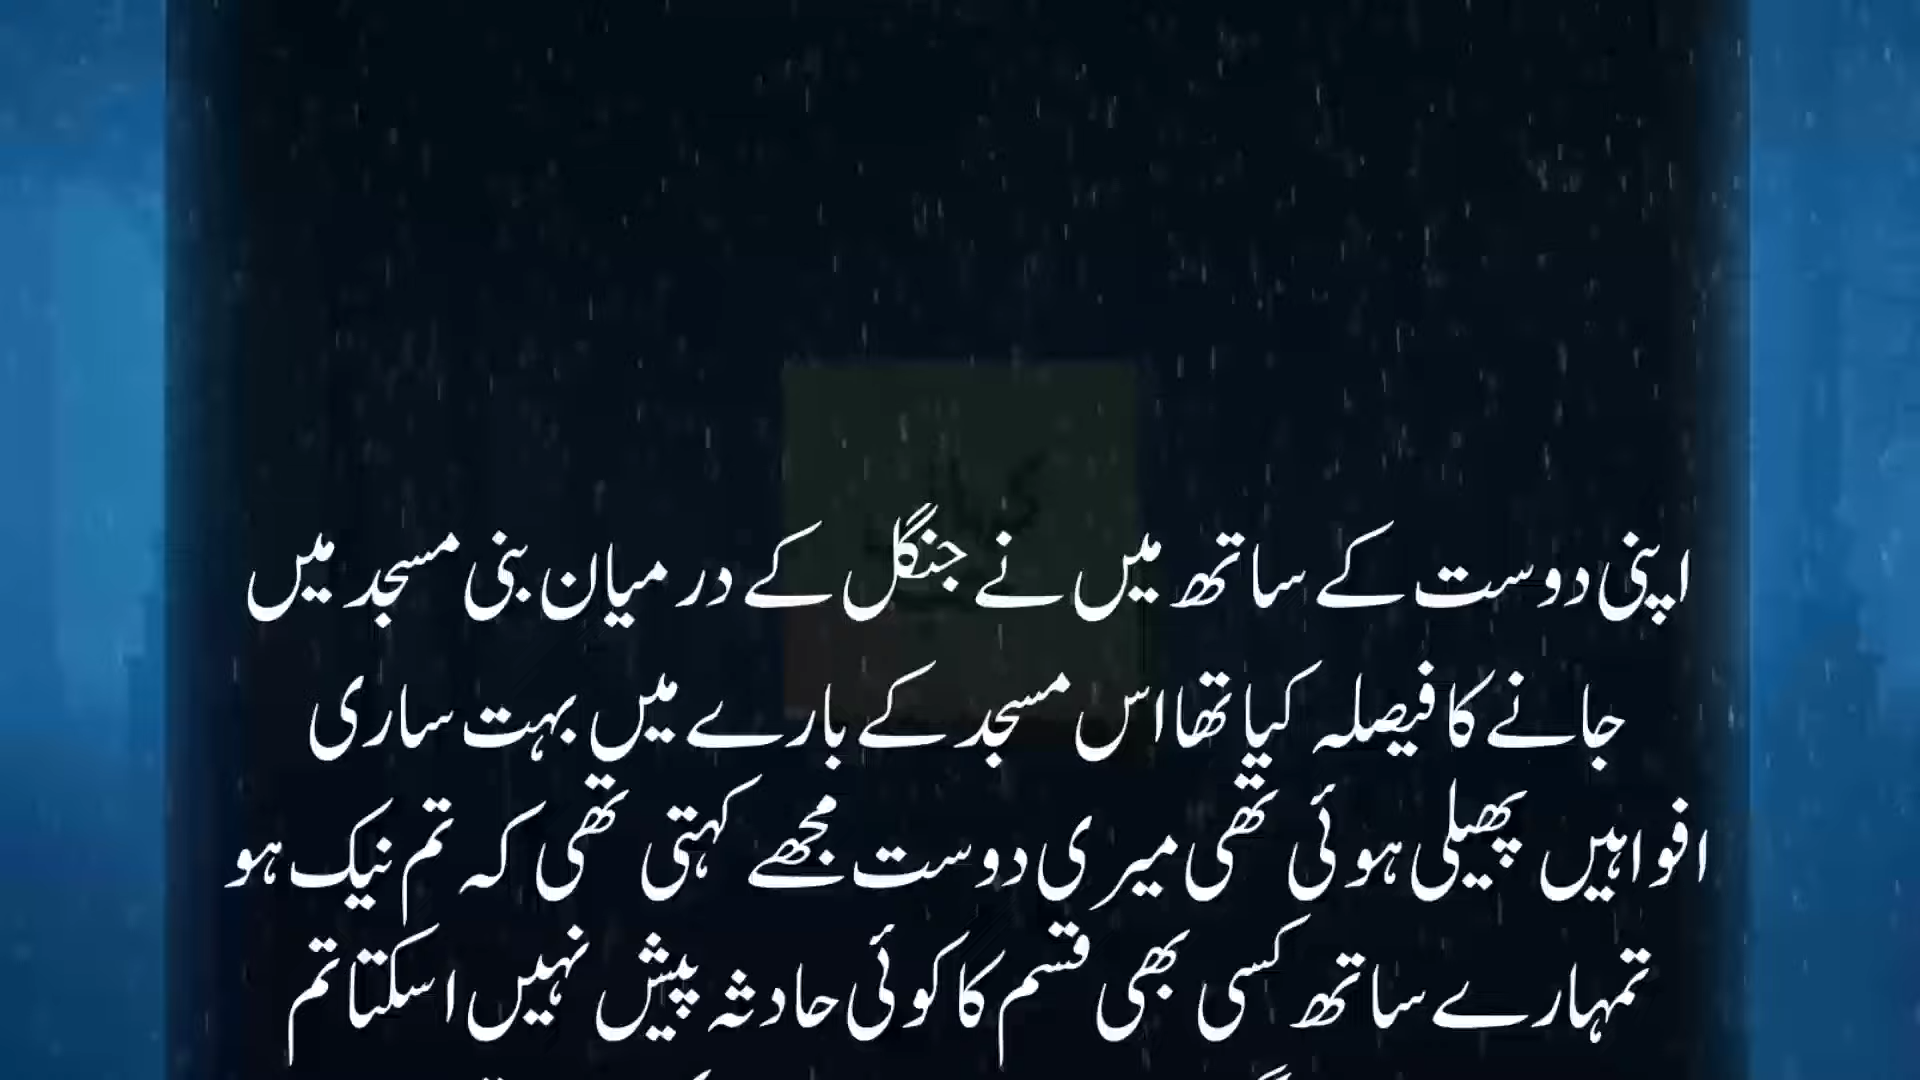 اپنی دوست کے ساتھ میں نے جنگل کے درمیان بنی مسجد میں
جانے کا فیصلہ کیا تھا اس مسجد کے بارے میں بہت ساری
افواہیں پھیلی ہوئی تھی میری دوست مجھے کہتی تھی کہ تم نیک ہو
تمہارے ساتھ کسی بھی قسم کا کوئی حادثہ پیش نہیں اسکتا تم